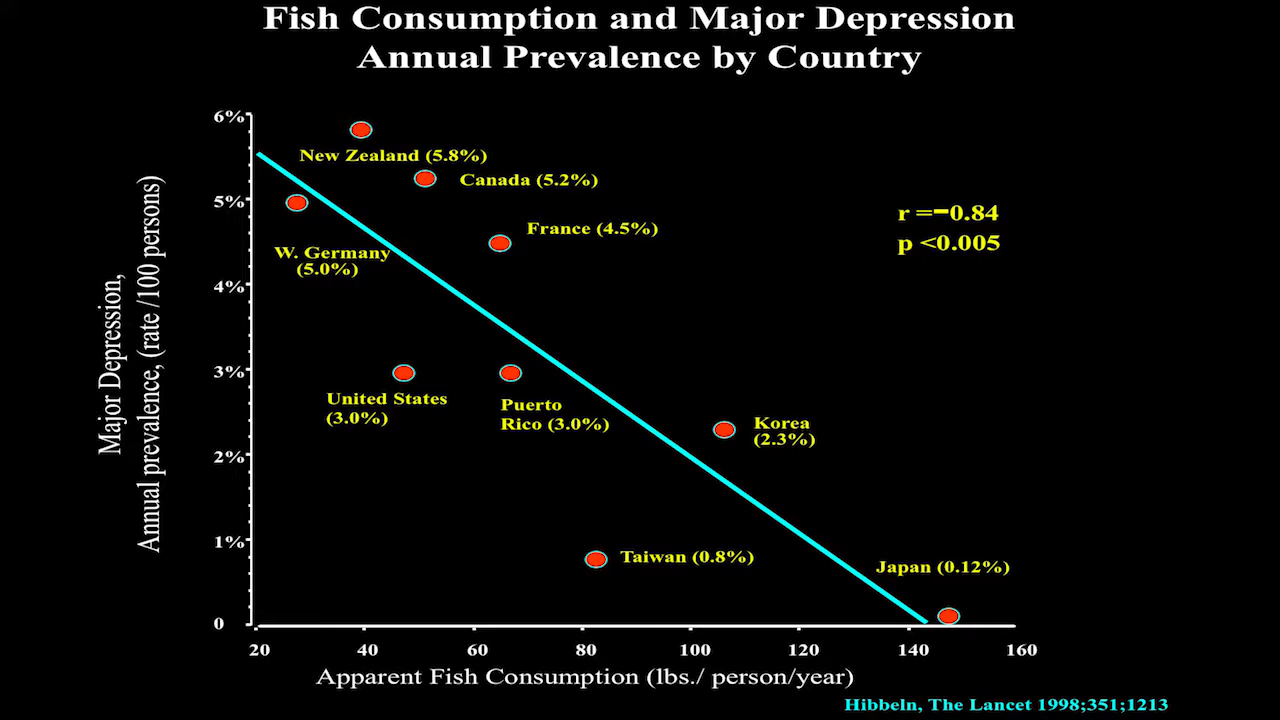 Fish Consumption and Major Depression
Annual Prevalence by Country
6%
5%
4%
3%
2%
1%
0
Major Depression,
Annual prevalence, (rate /100 persons)
New Zealand (5.8%)
Canada (5.2%)
France (4.5%)
W. Germany
(5.0%)
r =−0.84
p <0.005
United States
(3.0%)
Puerto
Rico (3.0%)
Korea
(2.3%)
Taiwan (0.8%)
Japan (0.12%)
20 40 60 80 100 120 140 160
Apparent Fish Consumption (lbs./ person/year)
Hibbeln, The Lancet 1998;351;1213